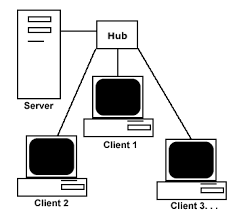 Hub
Server
Client 1
Client 2
Client 3. . .